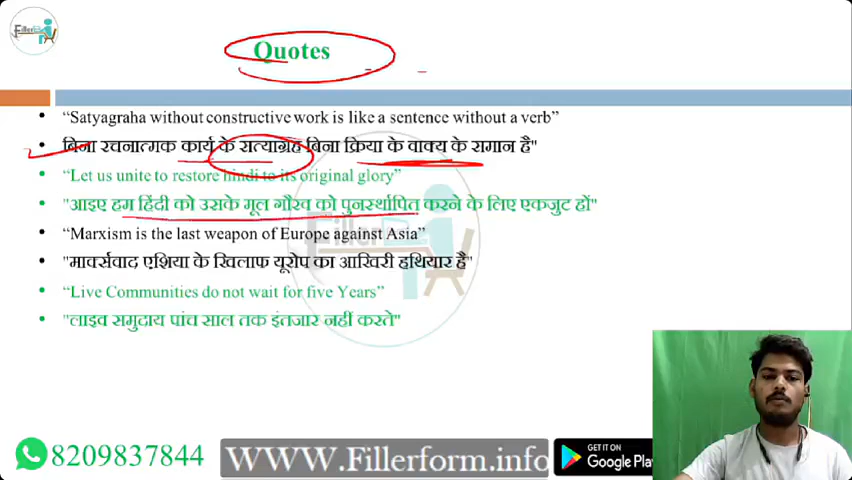 Filler
Quotes
"Satyagraha without constructive work is like a sentence without a verb"
बिना रचनात्मक कार्य के सत्याग्रह बिना क्रिया के वाक्य के समान है"
"Let us unite to restore hindi to its original glory"
"आइए हम हिंदी को उसके मूल गौरव को पुनर्स्थापित करने के लिए एकजुट हों"
"Marxism is the last weapon of Europe against Asia"
"मार्क्सवाद एशिया के खिलाफ यूरोप का आखिरी हथियार है"
"Live Communities do not wait for five Years"
"लाइव समुदाय पांच साल तक इंतजार नहीं करते"
8209837844
WWW.Fillerform.info
GET IT ON
Google Pla